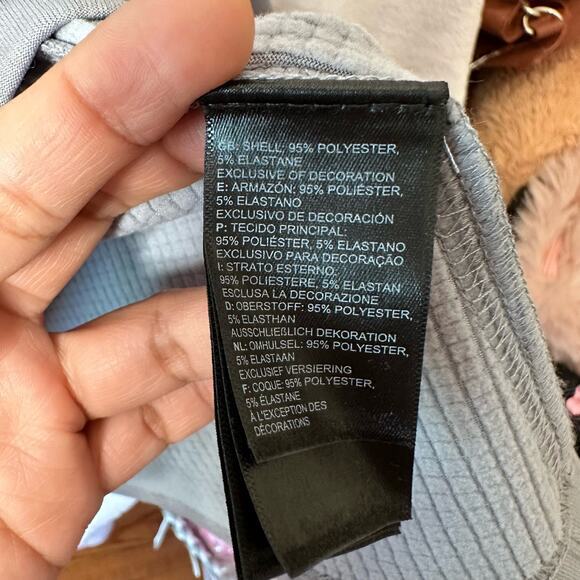 GB: SHELL; 95% POLYESTER,
5% ELASTANE
EXCLUSIVE OF DECORATION
E: ARMAZÓN: 95% POLIÉSTER,
5% ELASTANO
EXCLUSIVO DE DECORACIÓN
P: TECIDO PRINCIPAL:
95% POLIÉSTER, 5% ELASTANO
EXCLUSIVO PARA DECORAÇÃO
I: STRATO ESTERNO.
95% POLIESTERE, 5% ELASTAN
ESCLUSA LA DECORAZIONE
D: OBERSTOFF: 95% POLYESTER,
5% ELASTHAN
AUSSCHLIEßLICH DEKORATION
NL: OMHULSEL: 95% POLYESTER,
5% ELASTAAN
EXCLUSIEF VERSIERING
F: COQUE: 95% POLYESTER,
5% ÉLASTANE
À L'EXCEPTION DES
DÉCORATIONS